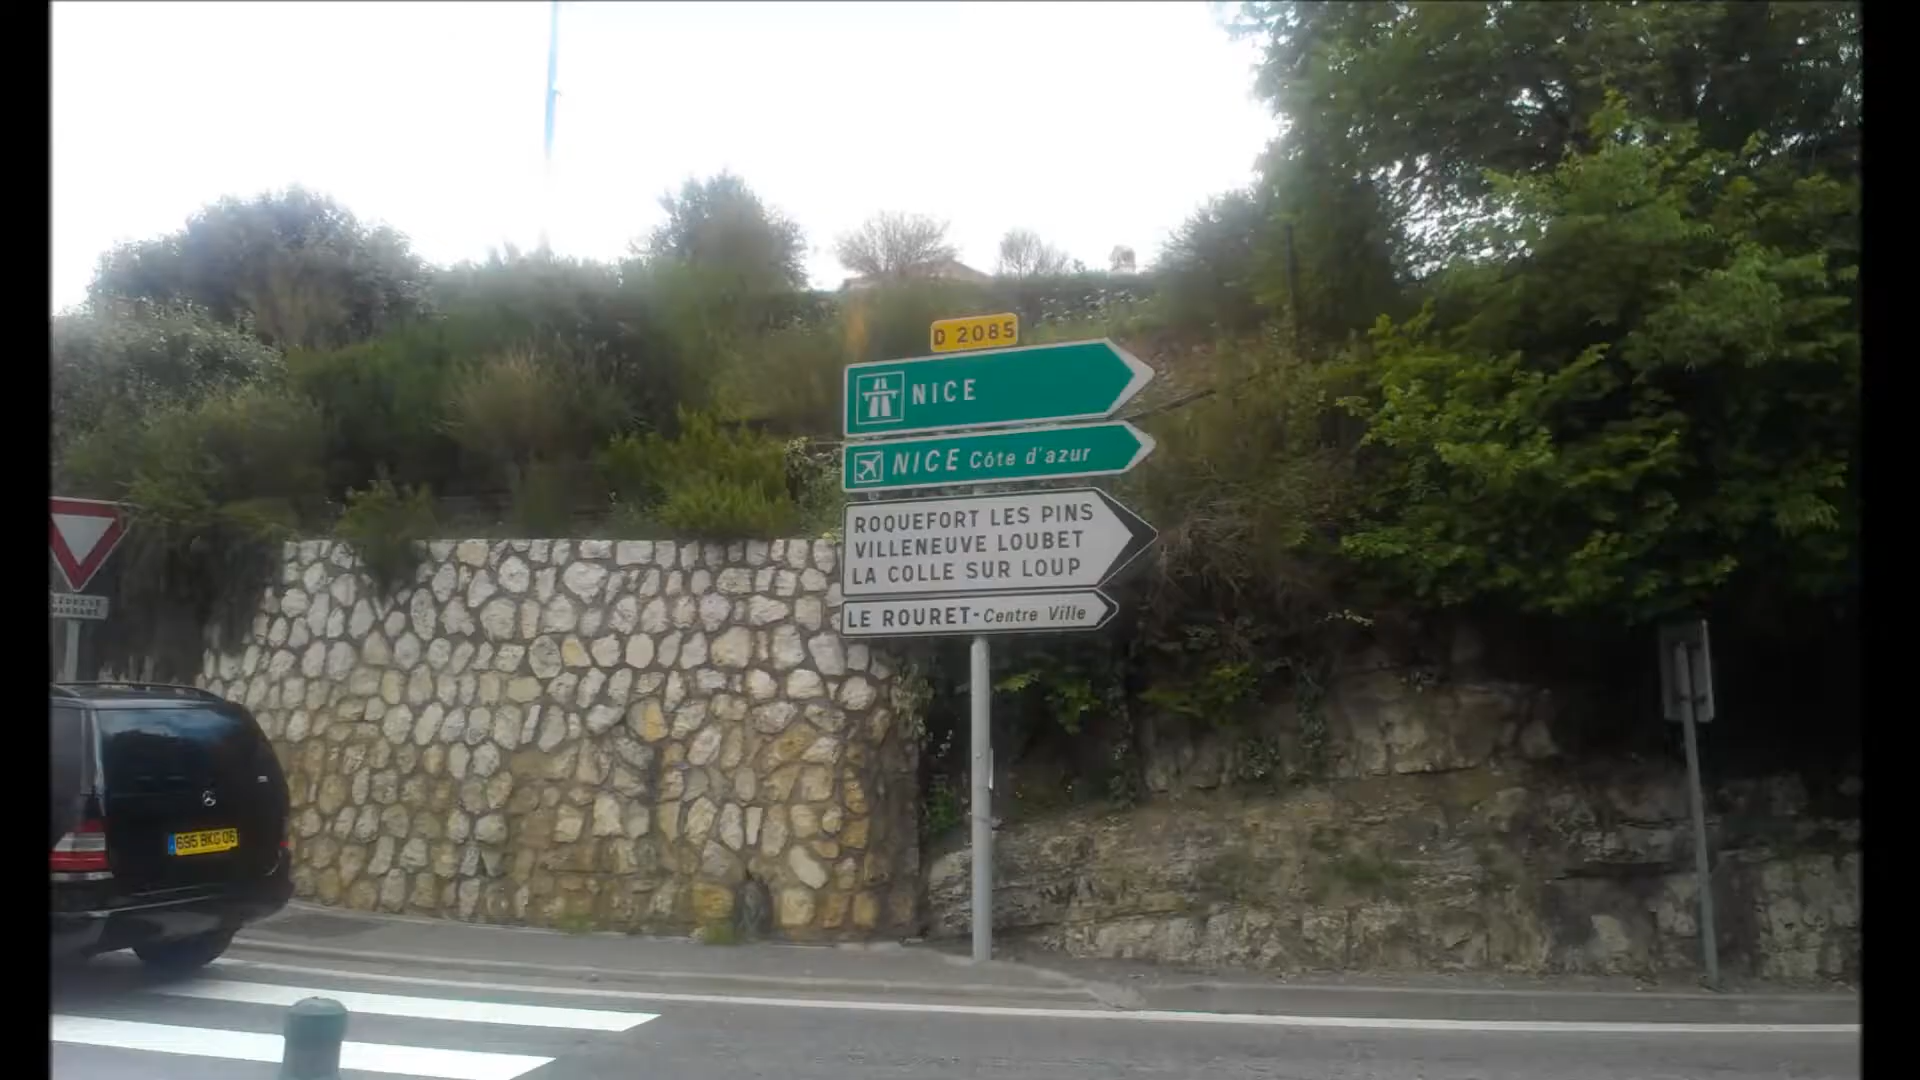 D 2085
NICE
NICE Côte d'azur
ROQUEFORT LES PINS
VILLENEUVE LOUBET
LA COLLE SUR LOUP
LE ROURET-Centre Ville
695 BKG 06